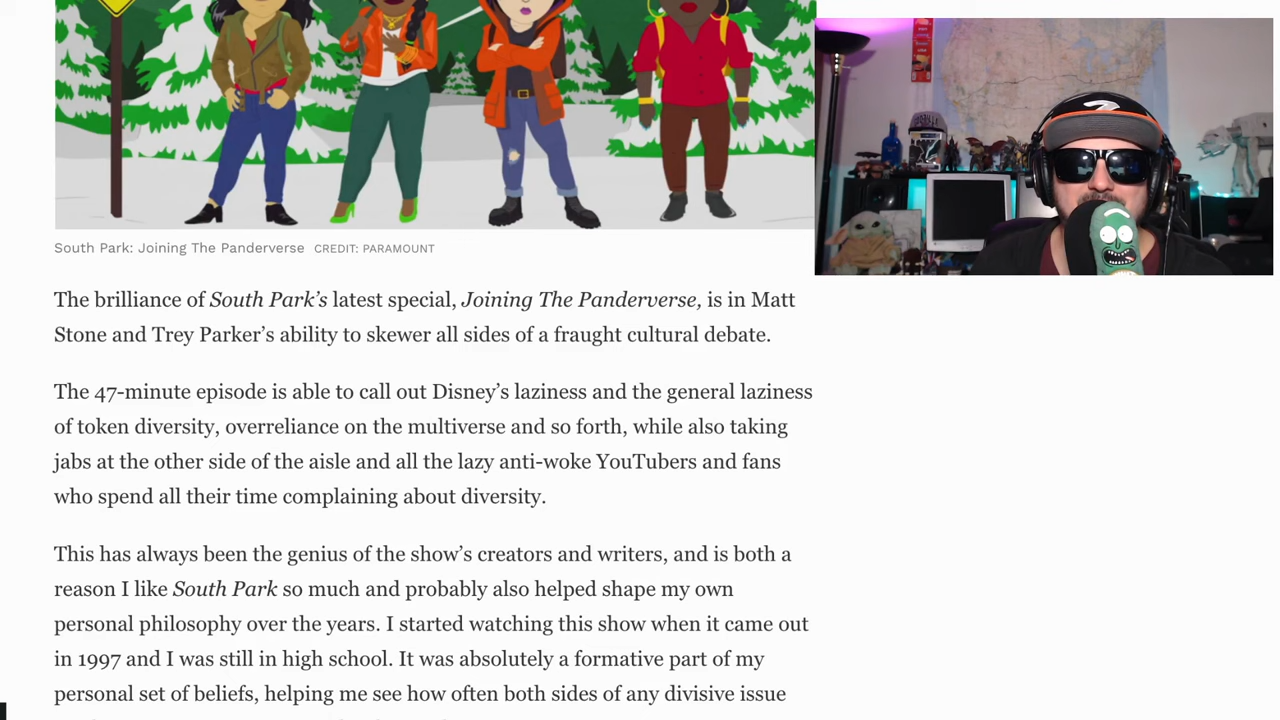 South Park: Joining The Panderverse CREDIT: PARAMOUNT
The brilliance of South Park’s latest special, Joining The Panderverse, is in Matt
Stone and Trey Parker’s ability to skewer all sides of a fraught cultural debate.
The 47-minute episode is able to call out Disney’s laziness and the general laziness
of token diversity, overreliance on the multiverse and so forth, while also taking
jabs at the other side of the aisle and all the lazy anti-woke YouTubers and fans
who spend all their time complaining about diversity.
This has always been the genius of the show’s creators and writers, and is both a
reason I like South Park so much and probably also helped shape my own
personal philosophy over the years. I started watching this show when it came out
in 1997 and I was still in high school. It was absolutely a formative part of my
personal set of beliefs, helping me see how often both sides of any divisive issue